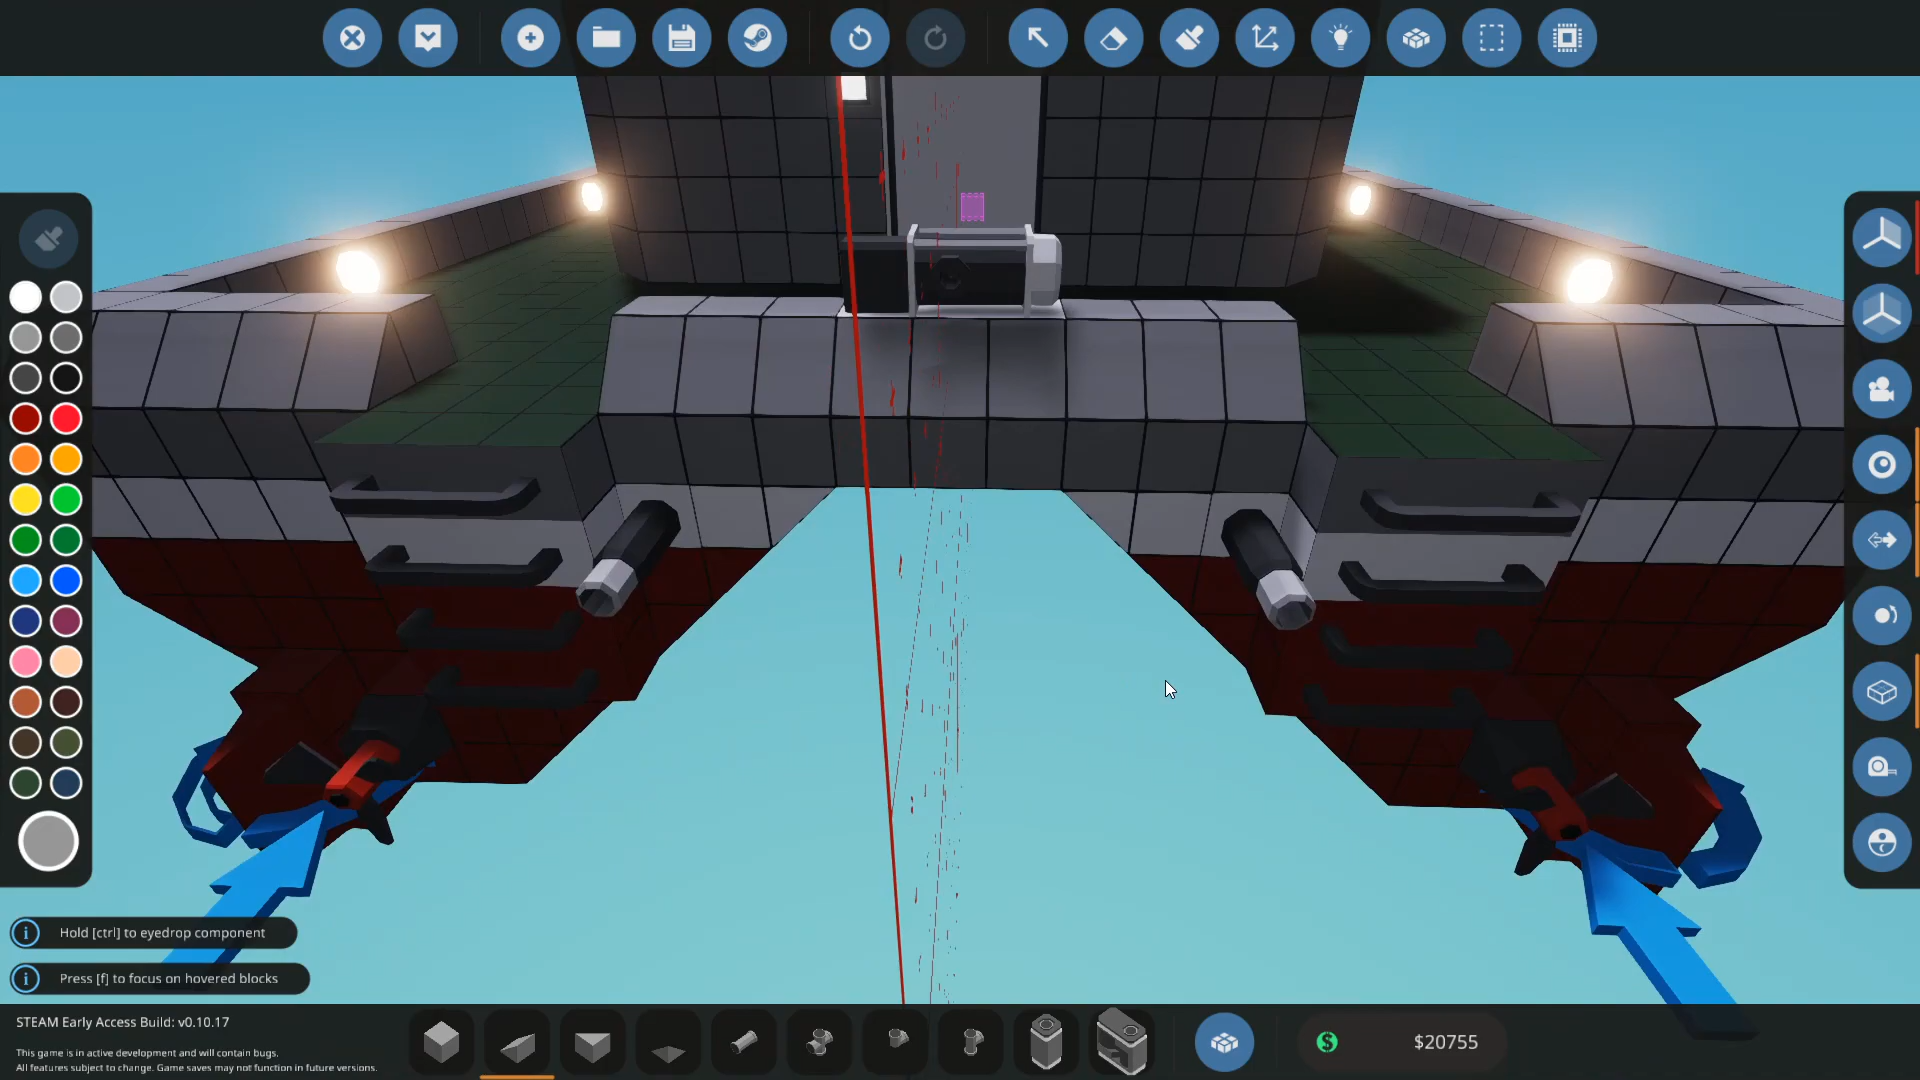 Hold [ctrl] to eyedrop component
Press [f] to focus on hovered blocks
STEAM Early Access Build: v0.10.17
This game is in active development and will contain bugs.
All features subject to change. Game saves may not function in future versions.
$20755